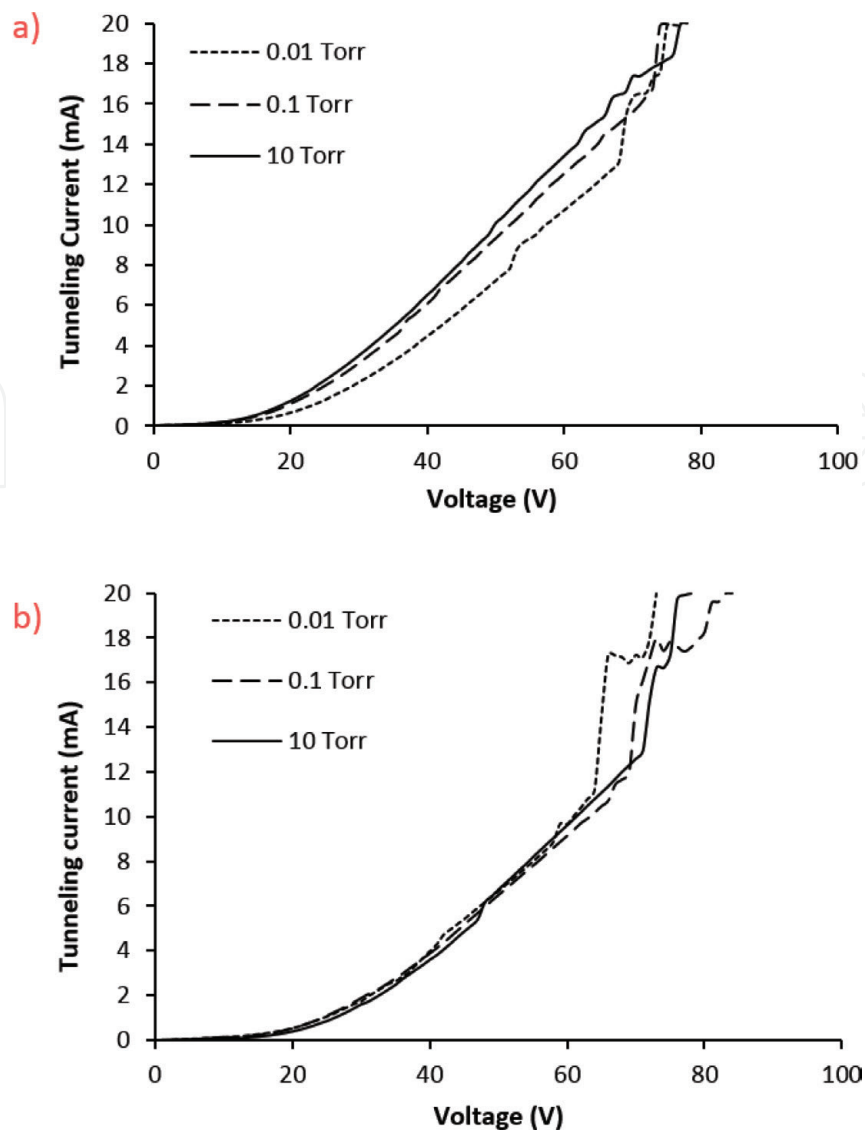 a)
0.01 Torr
0.1 Torr
10 Torr
Tunneling Current (mA)
20
18
16
14
12
10
8
6
4
2
0
0 20 40 60 80 100
Voltage (V)
b)
0.01 Torr
0.1 Torr
10 Torr
Tunneling current (mA)
20
18
16
14
12
10
8
6
4
2
0
0 20 40 60 80 100
Voltage (V)